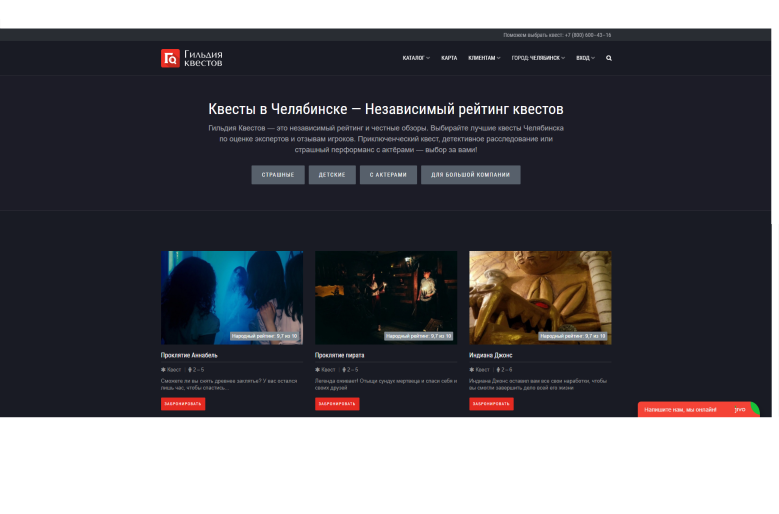 Поможем выбрать квест: +7 (800) 600-43-16
Гильдия
квестов
КАТАЛОГ КАРТА КЛИЕНТАМ ГОРОД: ЧЕЛЯБИНСК ВХОД
Квесты в Челябинске — Независимый рейтинг квестов
Гильдия Квестов — это независимый рейтинг и честные обзоры. Выбирайте лучшие квесты Челябинска
по оценке экспертов и отзывам игроков. Приключенческий квест, детективное расследование или
страшный перформанс с актёрами — выбор за вами!
СТРАШНЫЕ ДЕТСКИЕ С АКТЕРАМИ ДЛЯ БОЛЬШОЙ КОМПАНИИ
Народный рейтинг: 9,7 из 10
Проклятие Аннабель
Квест 2 - 5
Сможете ли вы снять древнее заклятье? У вас остался
лишь час, чтобы спастись...
ЗАБРОНИРОВАТЬ
Народный рейтинг: 9,7 из 10
Проклятие пирата
Квест 2 - 5
Легенда оживает! Отыщи сундук мертвеца и спаси себя и
своих друзей
ЗАБРОНИРОВАТЬ
Народный рейтинг: 9,7 из 10
Индиана Джонс
Квест 2 - 6
Индиана Джонс оставил вам все свои наработки, чтобы
вы смогли завершить дело всей его жизни
ЗАБРОНИРОВАТЬ
Напишите нам, мы онлайн! jivo